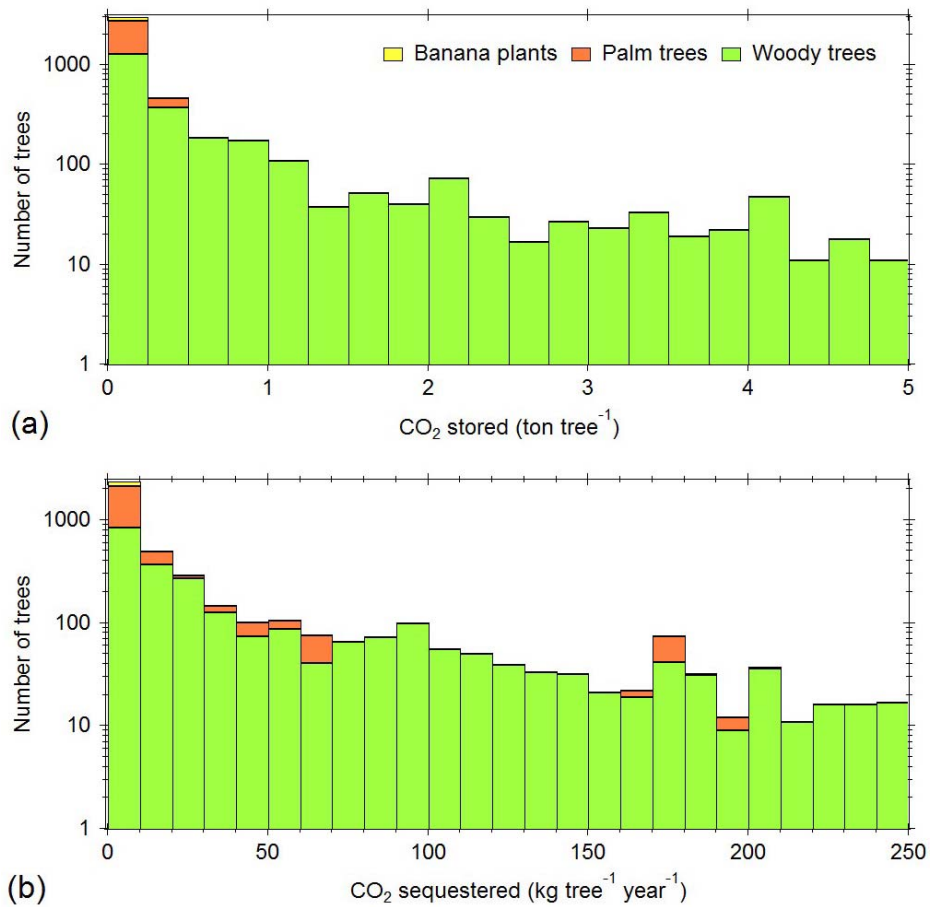 1000
100
10
1
Number of trees
Banana plants Palm trees Woody trees
0 1 2 3 4 5
(a)
CO₂ stored (ton tree⁻¹)
1000
100
10
1
Number of trees
0 50 100 150 200 250
(b)
CO₂ sequestered (kg tree⁻¹ year⁻¹)